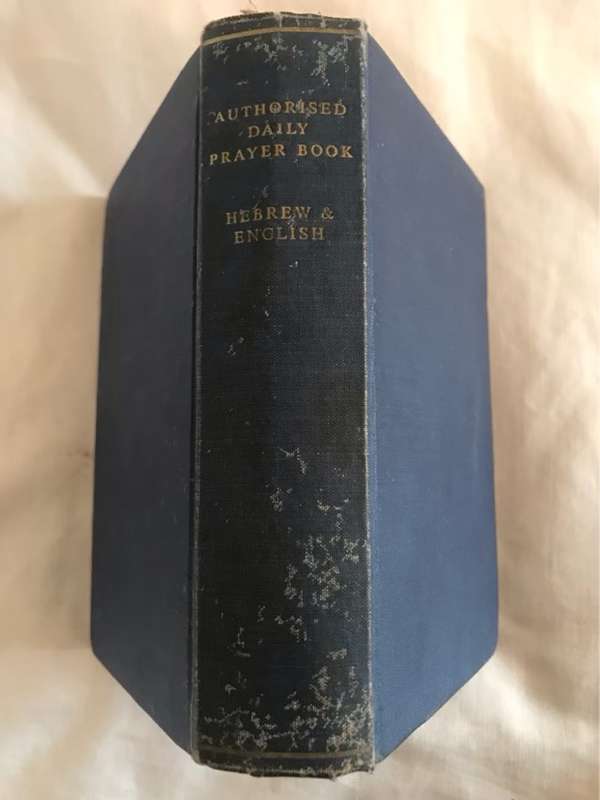 AUTHORISED
DAILY
PRAYER BOOK
HEBREW &
ENGLISH